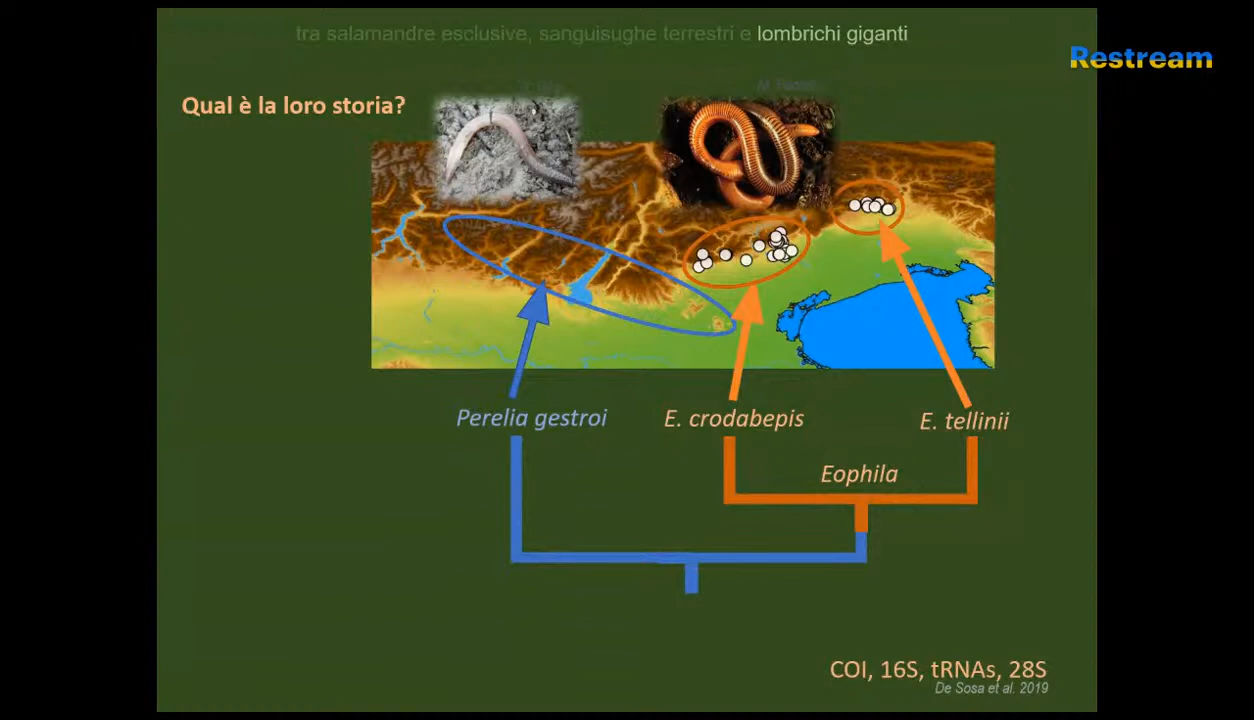 tra salamandre esclusive, sanguisughe terrestri e lombrichi giganti
Restream
Qual è la loro storia?
Perelia gestroi
E. crodabepis
E. tellinii
Eophila
COI, 16S, tRNAs, 28S
De Sosa et al. 2019